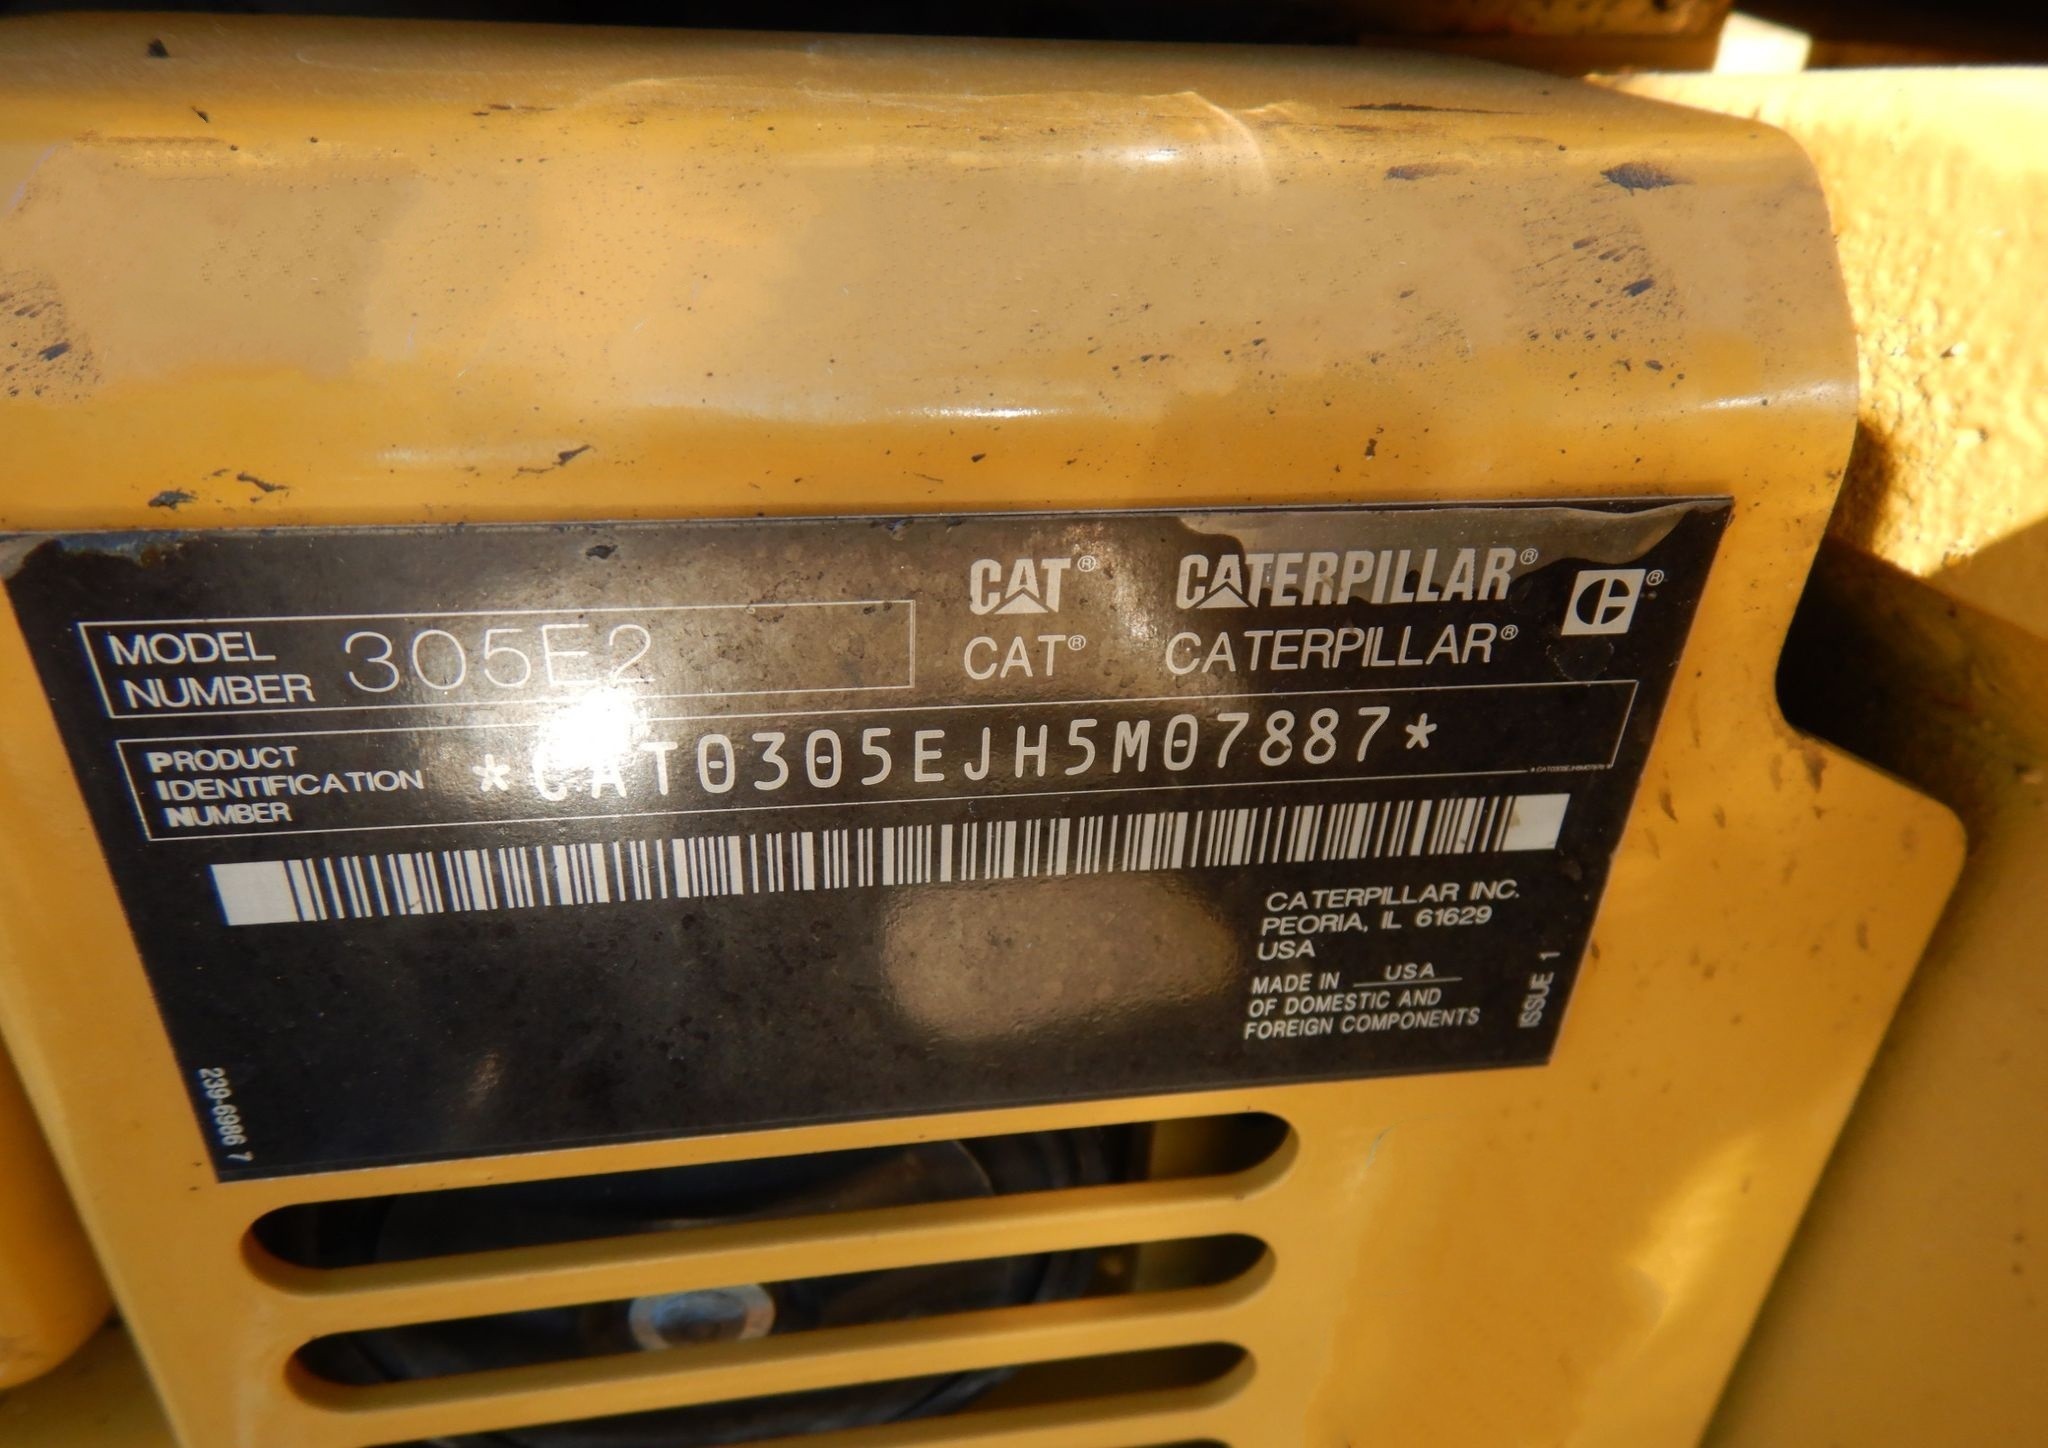 CAT® CATERPILLAR®
CAT® CATERPILLAR®
MODEL NUMBER 305E2
PRODUCT IDENTIFICATION NUMBER *CAT0305EJH5M07887*
CATERPILLAR INC.
PEORIA, IL 61629
USA
MADE IN USA
OF DOMESTIC AND
FOREIGN COMPONENTS
ISSUE 1
239-6986 7